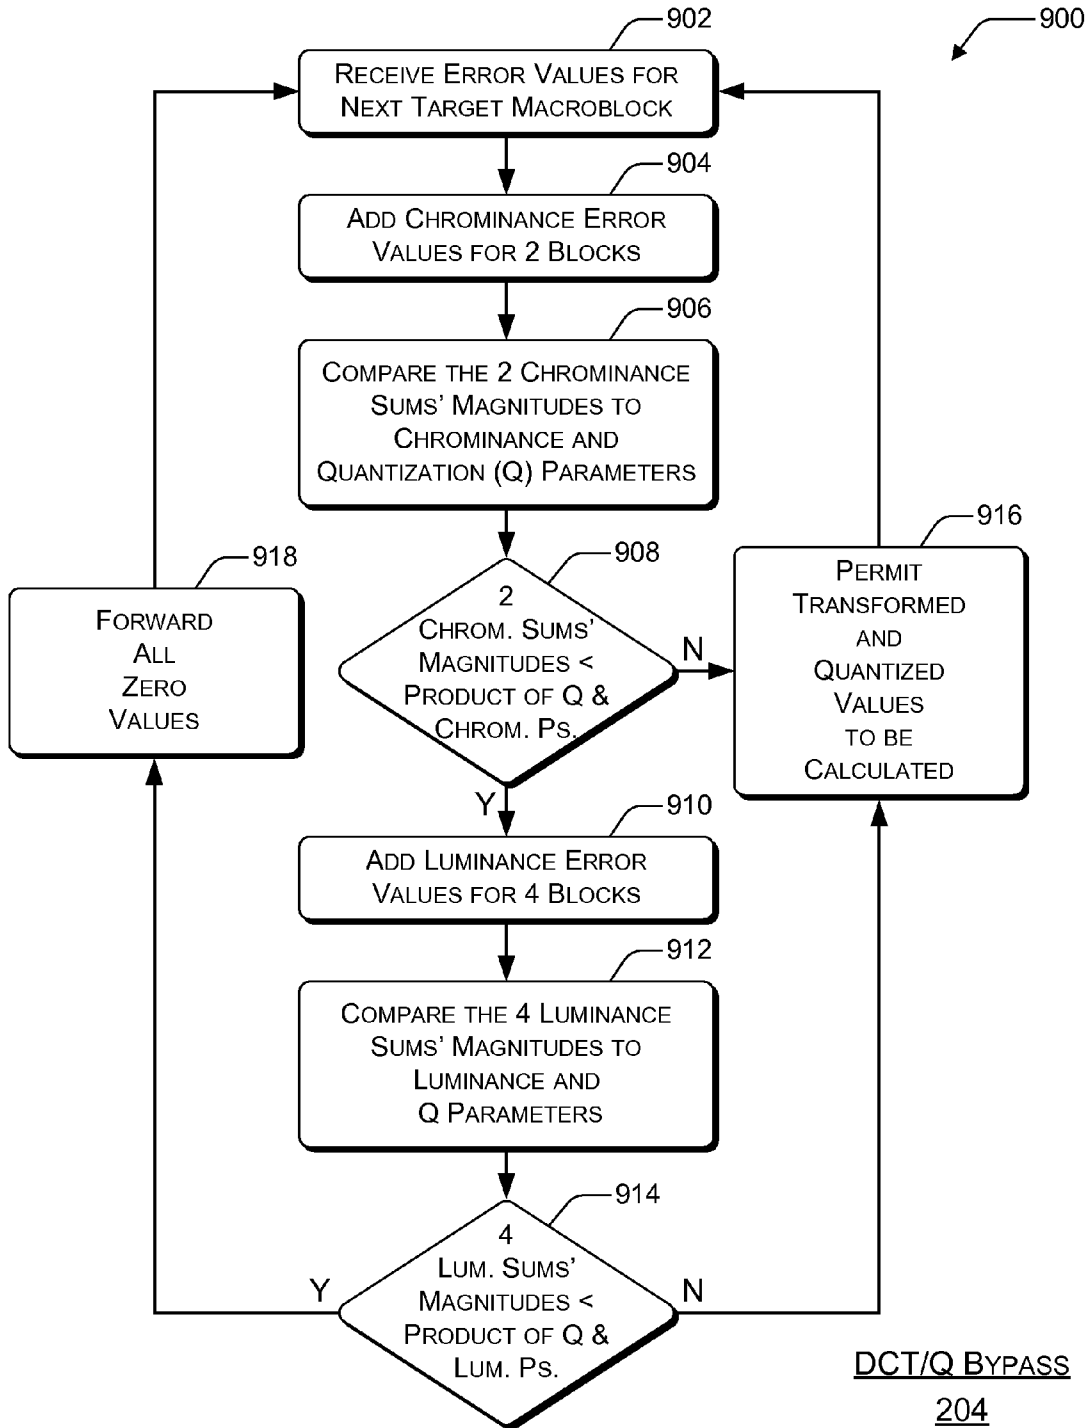 902
900
RECEIVE ERROR VALUES FOR
NEXT TARGET MACROBLOCK
904
ADD CHROMINANCE ERROR
VALUES FOR 2 BLOCKS
906
COMPARE THE 2 CHROMINANCE
SUMS' MAGNITUDES TO
CHROMINANCE AND
QUANTIZATION (Q) PARAMETERS
908
2
CHROM. SUMS'
MAGNITUDES <
PRODUCT OF Q &
CHROM. PS.
N
Y
916
PERMIT
TRANSFORMED
AND
QUANTIZED
VALUES
TO BE
CALCULATED
918
FORWARD
ALL
ZERO
VALUES
910
ADD LUMINANCE ERROR
VALUES FOR 4 BLOCKS
912
COMPARE THE 4 LUMINANCE
SUMS' MAGNITUDES TO
LUMINANCE AND
Q PARAMETERS
914
4
LUM. SUMS'
MAGNITUDES <
PRODUCT OF Q &
LUM. PS.
Y
N
DCT/Q BYPASS
204